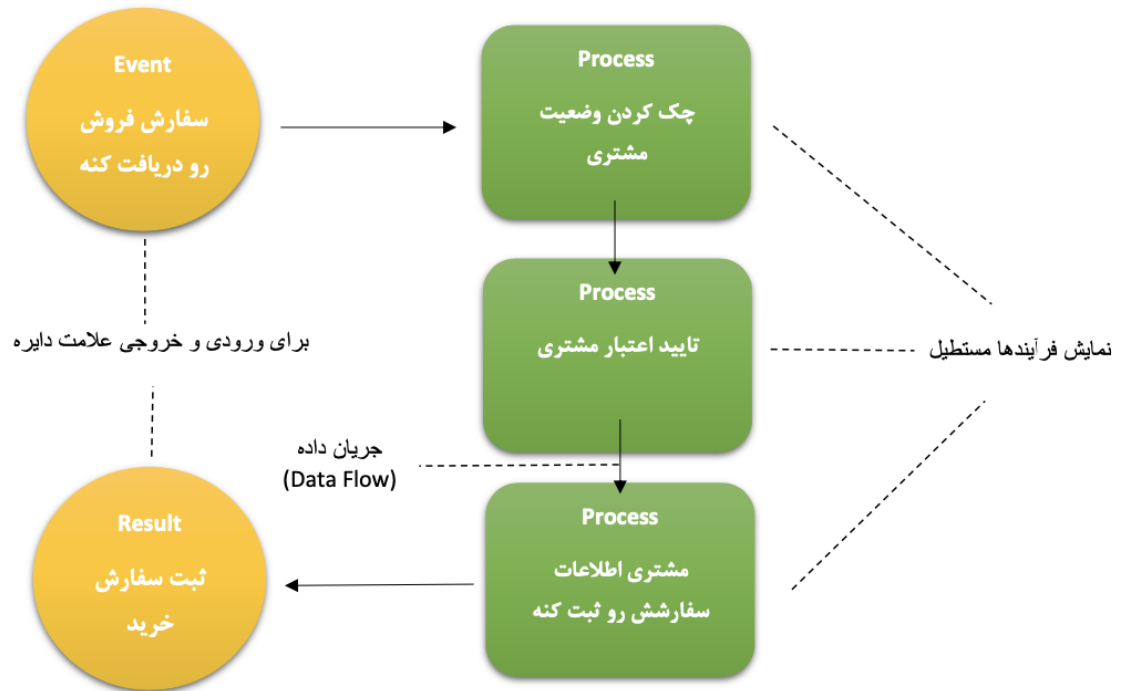 Event
سفارش فروش
رو دریافت کنه
Process
چک کردن وضعیت
مشتری
Process
تایید اعتبار مشتری
برای ورودی و خروجی علامت دایره
نمایش فرآیندها مستطیل
جریان داده
(Data Flow)
Process
مشتری اطلاعات
سفارشش رو ثبت کنه
Result
ثبت سفارش
خرید